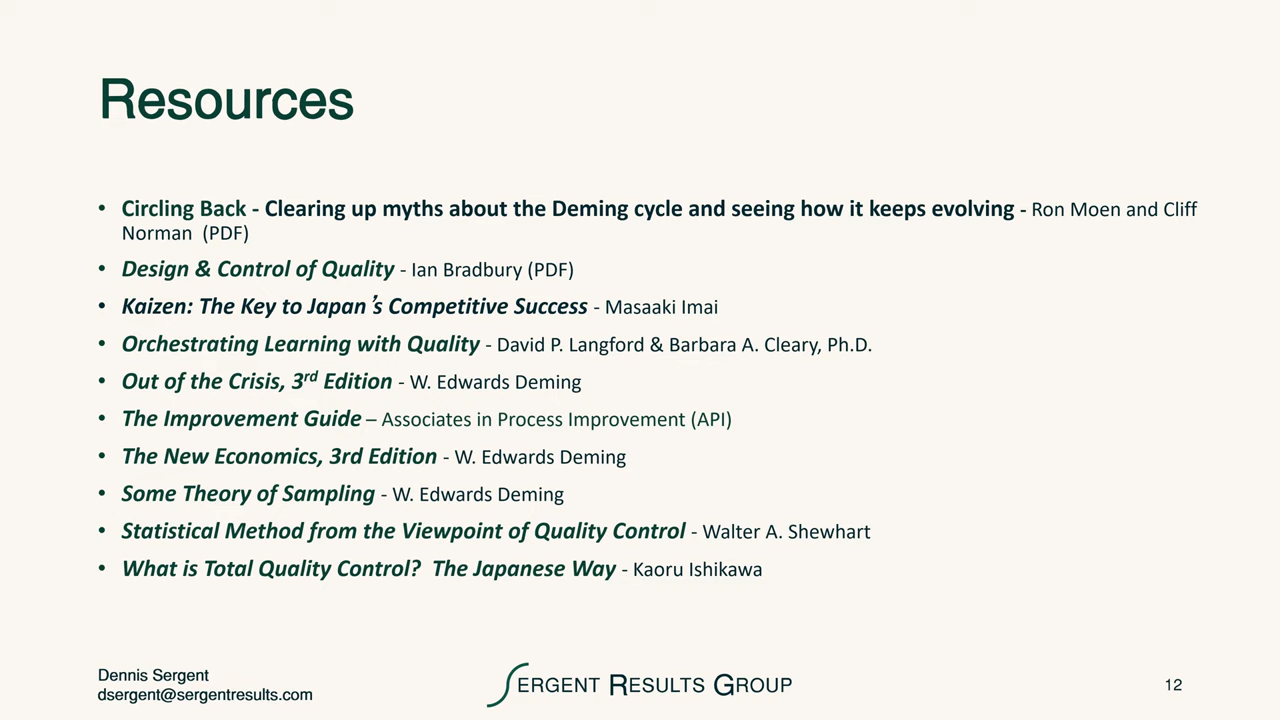 Resources
• Circling Back - Clearing up myths about the Deming cycle and seeing how it keeps evolving - Ron Moen and Cliff
Norman (PDF)
• Design & Control of Quality - Ian Bradbury (PDF)
• Kaizen: The Key to Japan's Competitive Success - Masaaki Imai
• Orchestrating Learning with Quality - David P. Langford & Barbara A. Cleary, Ph.D.
• Out of the Crisis, 3rd Edition - W. Edwards Deming
• The Improvement Guide – Associates in Process Improvement (API)
• The New Economics, 3rd Edition - W. Edwards Deming
• Some Theory of Sampling - W. Edwards Deming
• Statistical Method from the Viewpoint of Quality Control - Walter A. Shewhart
• What is Total Quality Control? The Japanese Way - Kaoru Ishikawa
Dennis Sergent
dsergent@sergentresults.com
SERGENT RESULTS GROUP
12